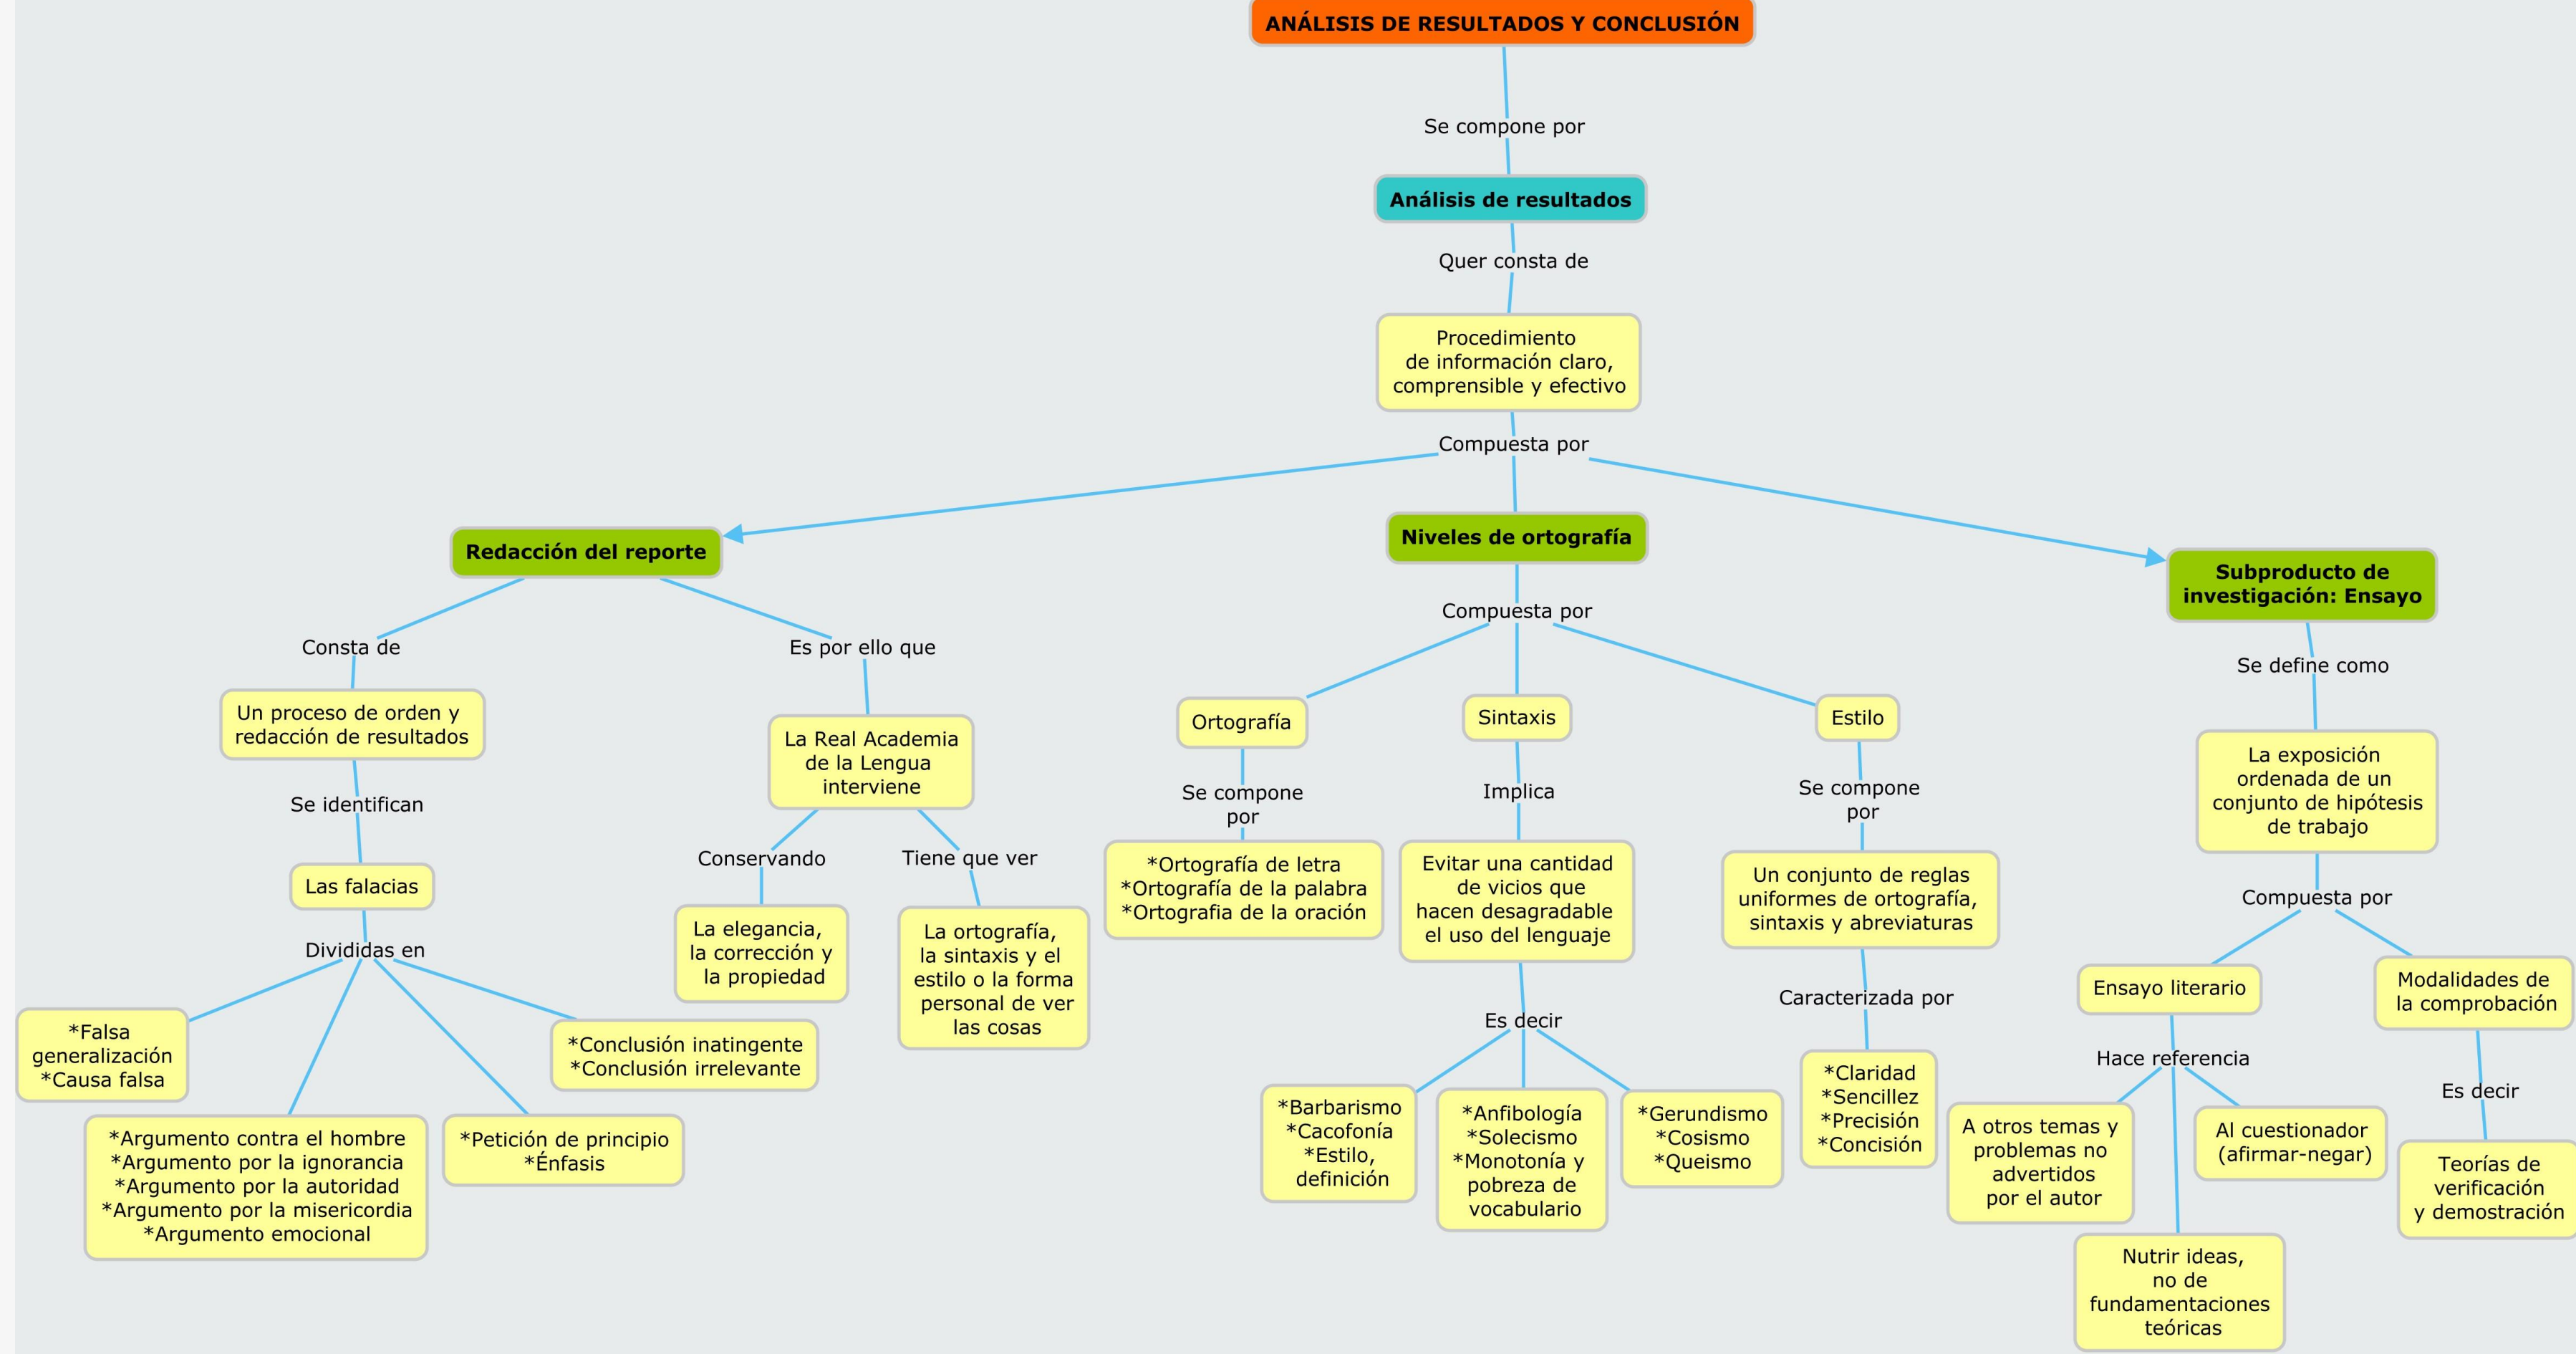 ANÁLISIS DE RESULTADOS Y CONCLUSIÓN
Se compone por
Análisis de resultados
Quer consta de
Procedimiento
de información claro,
comprensible y efectivo
Compuesta por
Redacción del reporte
Consta de
Un proceso de orden y
redacción de resultados
Se identifican
Las falacias
Divididas en
*Falsa
generalización
*Causa falsa
*Argumento contra el hombre
*Argumento por la ignorancia
*Argumento por la autoridad
*Argumento por la misericordia
*Argumento emocional
*Petición de principio
*Énfasis
*Conclusión inatingente
*Conclusión irrelevante
Es por ello que
La Real Academia
de la Lengua
interviene
Conservando
La elegancia,
la corrección y
la propiedad
Tiene que ver
La ortografía,
la sintaxis y el
estilo o la forma
personal de ver
las cosas
Niveles de ortografía
Compuesta por
Ortografía
Se compone
por
*Ortografía de letra
*Ortografía de la palabra
*Ortografia de la oración
Sintaxis
Implica
Evitar una cantidad
de vicios que
hacen desagradable
el uso del lenguaje
Es decir
*Barbarismo
*Cacofonía
*Estilo,
definición
*Anfibología
*Solecismo
*Monotonía y
pobreza de
vocabulario
*Gerundismo
*Cosismo
*Queismo
Estilo
Se compone
por
Un conjunto de reglas
uniformes de ortografía,
sintaxis y abreviaturas
Caracterizada por
*Claridad
*Sencillez
*Precisión
*Concisión
Subproducto de
investigación: Ensayo
Se define como
La exposición
ordenada de un
conjunto de hipótesis
de trabajo
Compuesta por
Ensayo literario
Hace referencia
A otros temas y
problemas no
advertidos
por el autor
Nutrir ideas,
no de
fundamentaciones
teóricas
Al cuestionador
(afirmar-negar)
Modalidades de
la comprobación
Es decir
Teorías de
verificación
y demostración